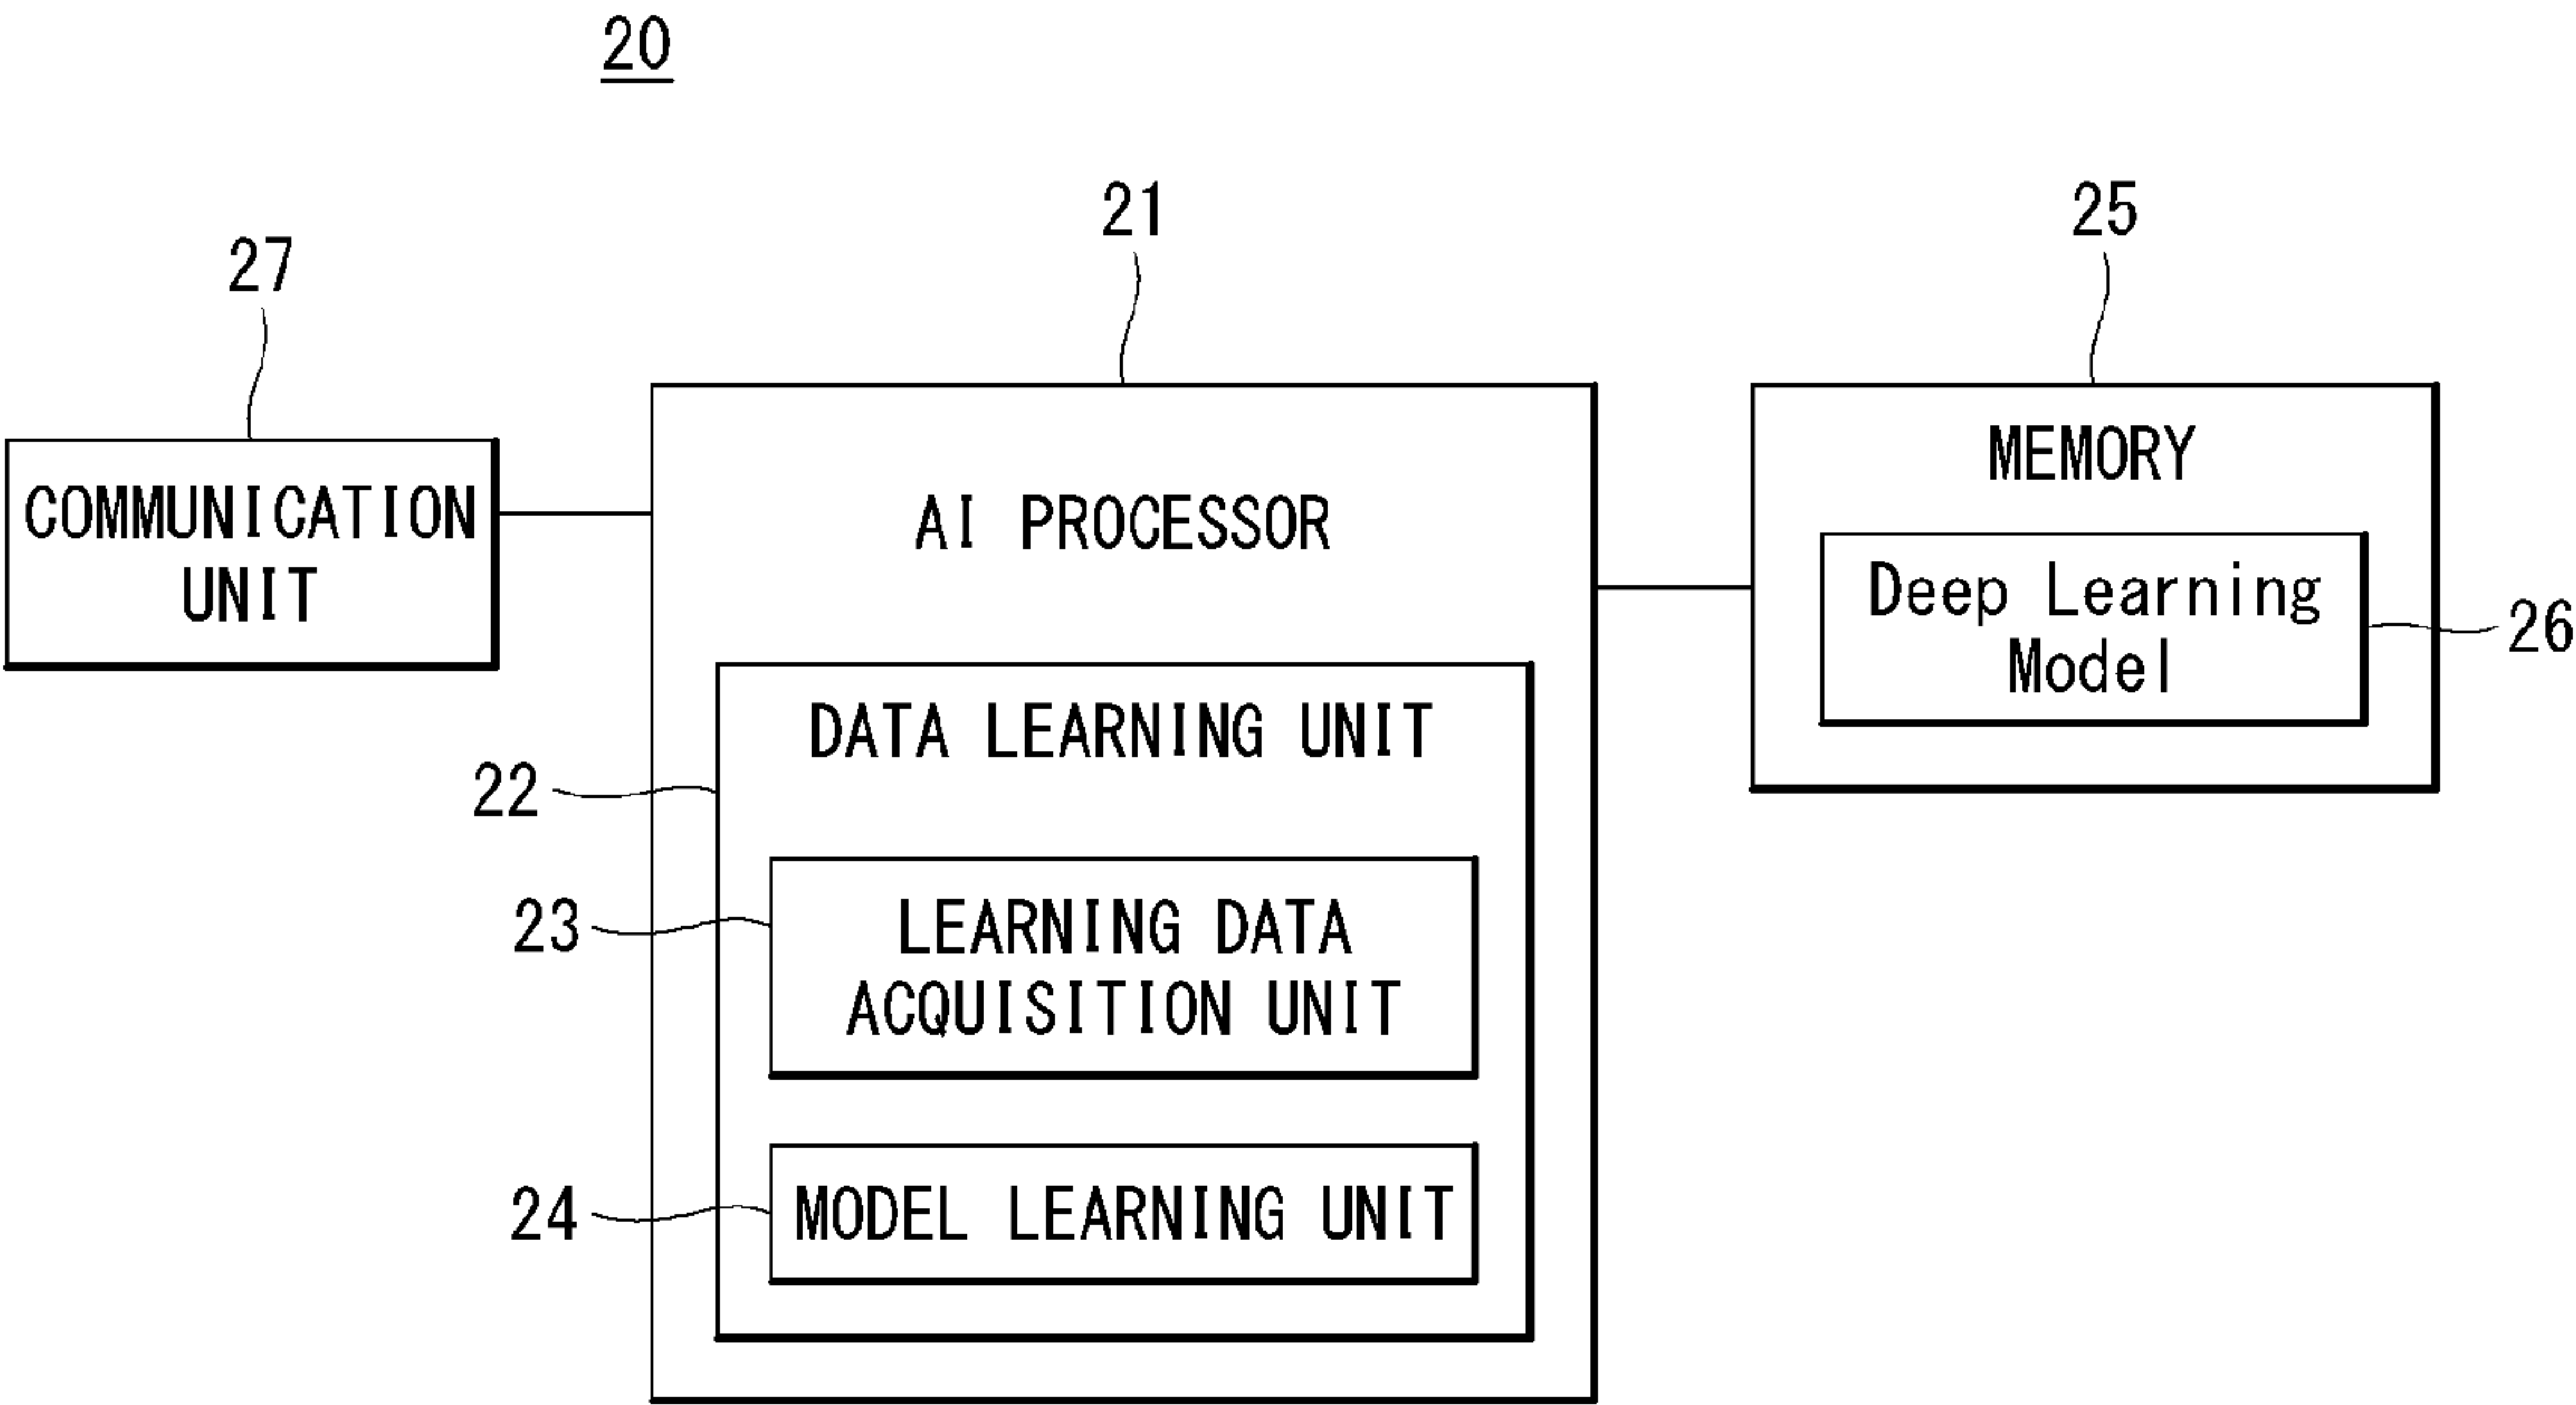 20
27
21
25
COMMUNICATION
UNIT
AI PROCESSOR
MEMORY
Deep Learning
Model
26
22
DATA LEARNING UNIT
23
LEARNING DATA
ACQUISITION UNIT
24
MODEL LEARNING UNIT